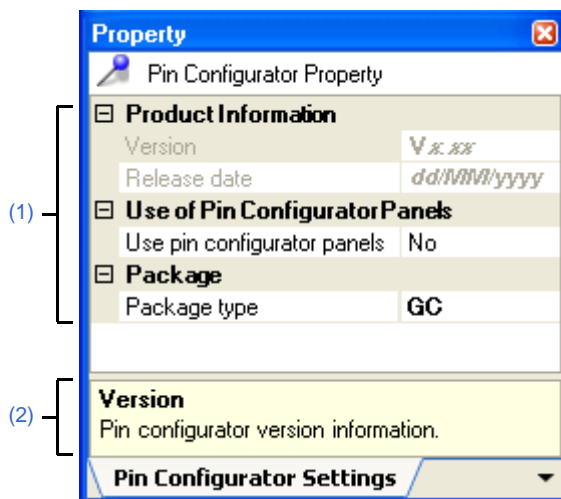 Property
Pin Configurator Property
(1)
Product Information
Version V x.xx
Release date dd/MM/yyyy
Use of Pin Configurator Panels
Use pin configurator panels No
Package
Package type GC
(2)
Version
Pin configurator version information.
Pin Configurator Settings